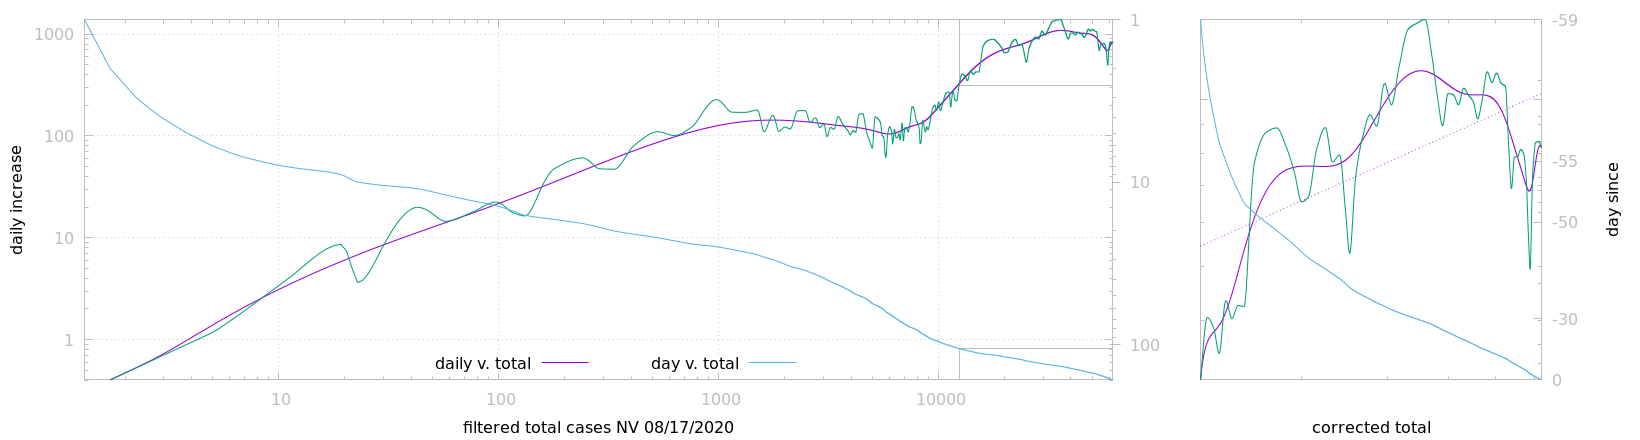 1000
100
10
1
daily increase
daily v. total
day v. total
10
100
1000
10000
filtered total cases NV 08/17/2020
1
10
100
-59
-55
-50
-30
0
day since
corrected total